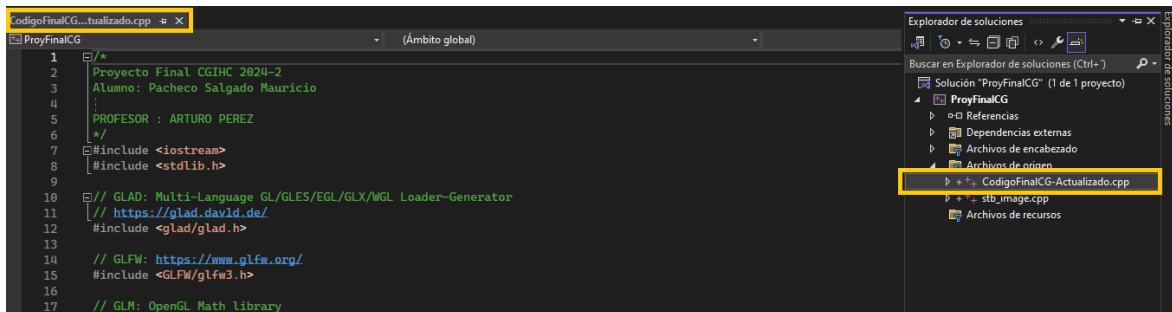 CodigoFinalCG...tualizado.cpp
ProyFinalCG
(Ámbito global)
1 /*
2 Proyecto Final CGIHC 2024-2
3 Alumno: Pacheco Salgado Mauricio
4
5 PROFESOR : ARTURO PEREZ
6 */
7 #include <iostream>
8 #include <stdlib.h>
9
10 // GLAD: Multi-Language GL/GLES/EGL/GLX/WGL Loader-Generator
11 // https://glad.dav1d.de/
12 #include <glad/glad.h>
13
14 // GLFW: https://www.glfw.org/
15 #include <GLFW/glfw3.h>
16
17 // GLM: OpenGL Math library
Explorador de soluciones
Buscar en Explorador de soluciones (Ctrl+´)
Solución "ProyFinalCG" (1 de 1 proyecto)
ProyFinalCG
Referencias
Dependencias externas
Archivos de encabezado
Archivos de origen
CodigoFinalCG-Actualizado.cpp
stb_image.cpp
Archivos de recursos
Explorador de soluciones